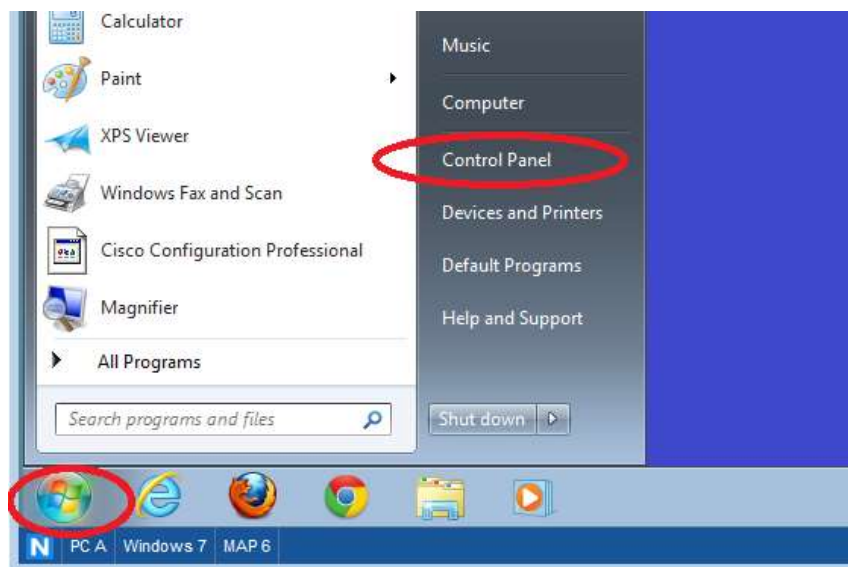 Calculator
Paint
XPS Viewer
Windows Fax and Scan
Cisco Configuration Professional
Magnifier
All Programs
Search programs and files
Music
Computer
Control Panel
Devices and Printers
Default Programs
Help and Support
Shut down
N PC A Windows 7 MAP 6